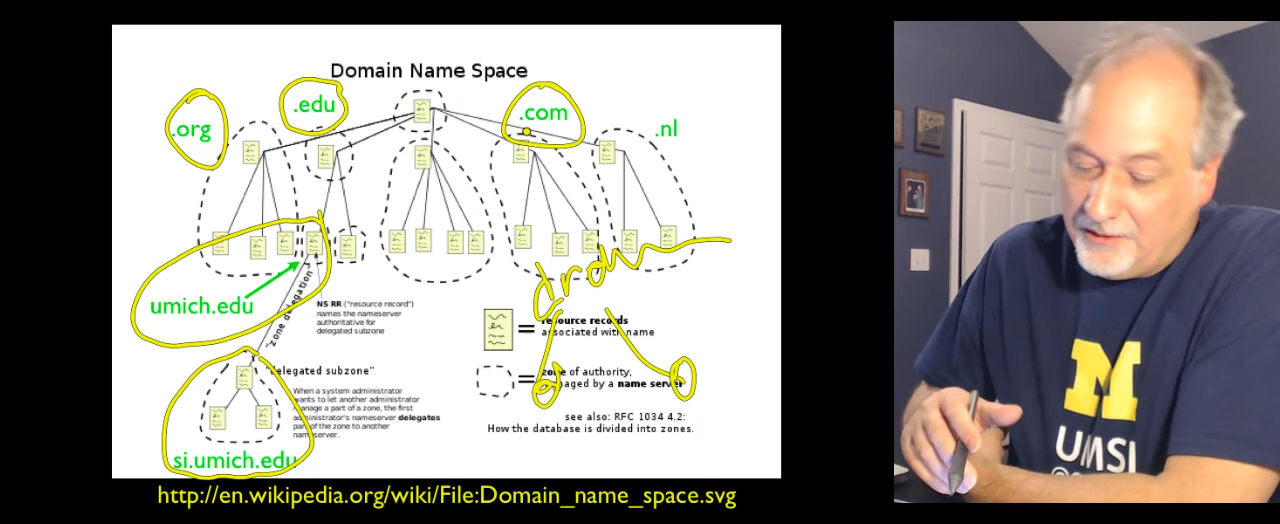 Domain Name Space
.org
.edu
.com
.nl
umich.edu
"zone delegation"
NS RR ("resource record")
names the nameserver
authoritative for
delegated subzone
resource records
associated with name
"delegated subzone"
When a system administrator
wants to let another administrator
manage a part of a zone, the first
administrator's nameserver delegates
part of the zone to another
nameserver.
= zone of authority,
managed by a name server
see also: RFC 1034 4.2:
How the database is divided into zones.
si.umich.edu
http://en.wikipedia.org/wiki/File:Domain_name_space.svg
M
UMSI